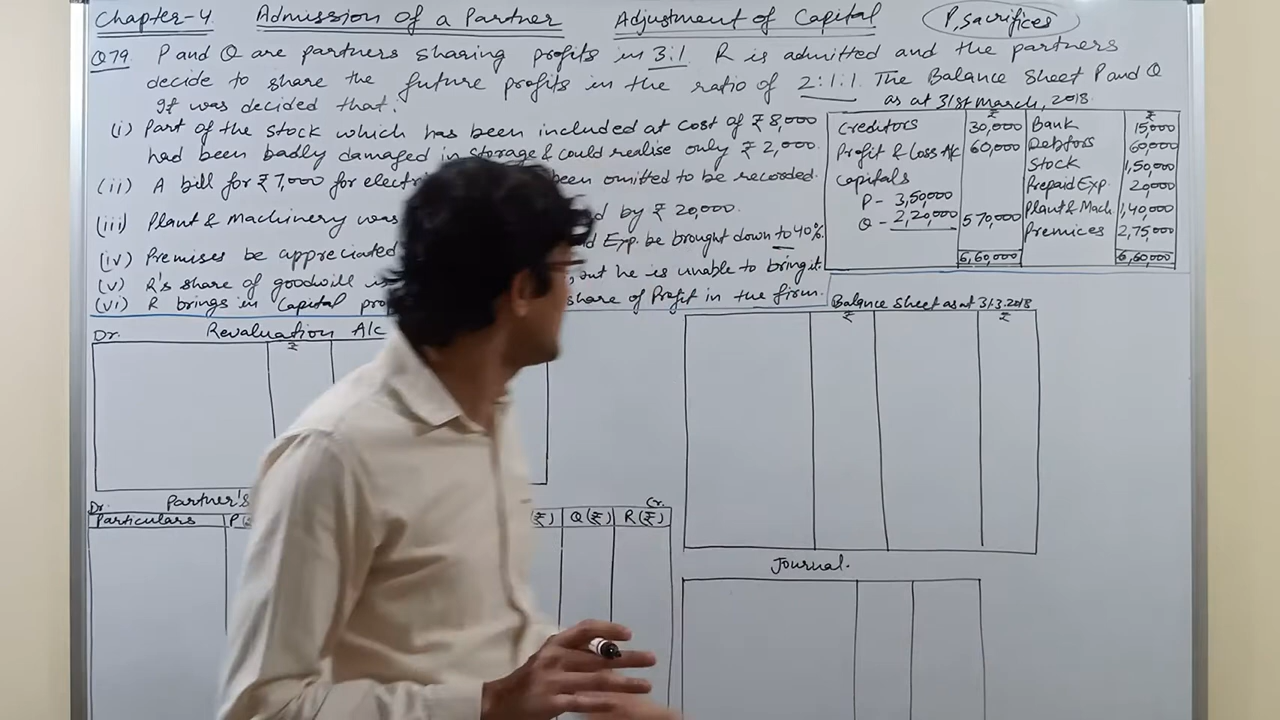 Chapter-4 Admission of a Partner Adjustment of Capital P, sacrifices
Q79. P and Q are partners sharing profits in 3:1. R is admitted and the partners
decide to share the future profits in the ratio of 2:1:1. The Balance Sheet P and Q
as at 31st March, 2018.
It was decided that:
(i) Part of the stock which has been included at cost of ₹ 8,000
had been badly damaged in storage & could realise only ₹ 2,000.
(ii) A bill for ₹ 7,000 for electri been omitted to be recorded.
(iii) Plant & Machinery was d by ₹ 20,000.
(iv) Premises be appreciated d Exp. be brought down to 40%.
(v) R's share of goodwill but he is unable to bring it.
(vi) R brings in Capital pro share of Profit in the firm.
₹ ₹
Creditors 30,000 Bank 15,000
Profit & Loss A/c 60,000 Debtors 60,000
Capitals Stock 1,50,000
P - 3,50,000 Prepaid Exp. 20,000
Q - 2,20,000 5,70,000 Plant & Mach. 1,40,000
Premices 2,75,000
6,60,000 6,60,000
Dr. Revaluation A/c
₹
Balance Sheet as at 31.3.2018
₹ ₹
Dr. Partner's Cr.
Particulars P (₹) Q (₹) R (₹)
Journal.